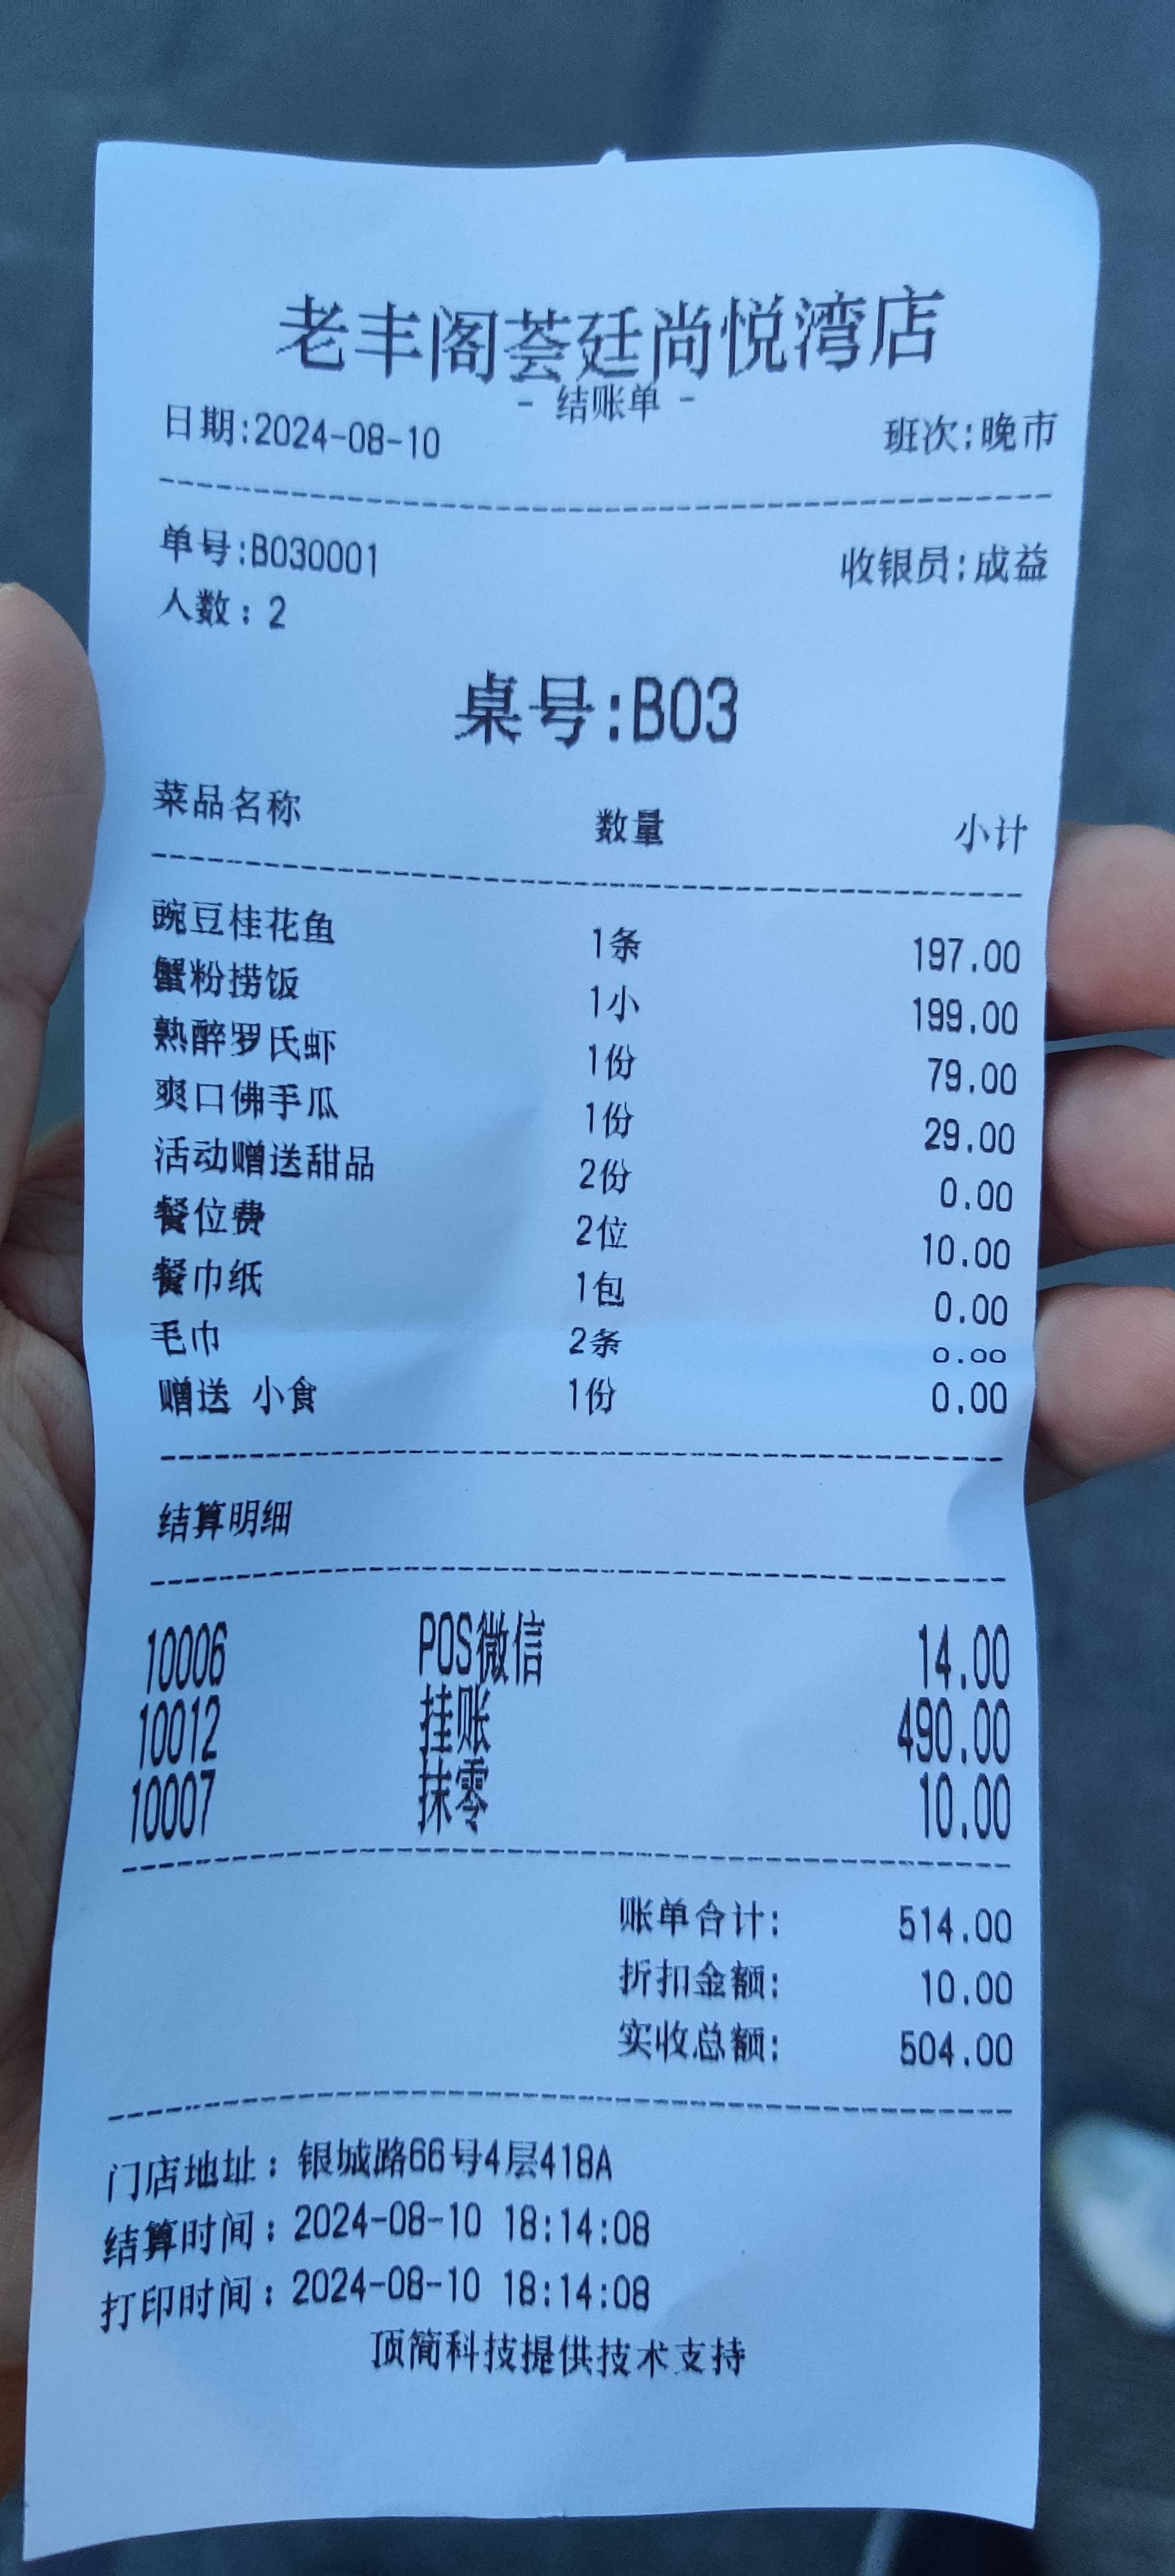 老丰阁荟廷尚悦湾店
- 结账单 -
日期:2024-08-10 班次:晚市
单号:B030001 收银员:成益
人数:2
桌号:B03
菜品名称 数量 小计
豌豆桂花鱼 1条 197.00
蟹粉捞饭 1小 199.00
熟醉罗氏虾 1份 79.00
爽口佛手瓜 1份 29.00
活动赠送甜品 2份 0.00
餐位费 2位 10.00
餐巾纸 1包 0.00
毛巾 2条 0.00
赠送 小食 1份 0.00
结算明细
10006 POS微信 14.00
10012 挂账 490.00
10007 抹零 10.00
账单合计: 514.00
折扣金额: 10.00
实收总额: 504.00
门店地址:银城路66号4层418A
结算时间:2024-08-10 18:14:08
打印时间:2024-08-10 18:14:08
顶简科技提供技术支持